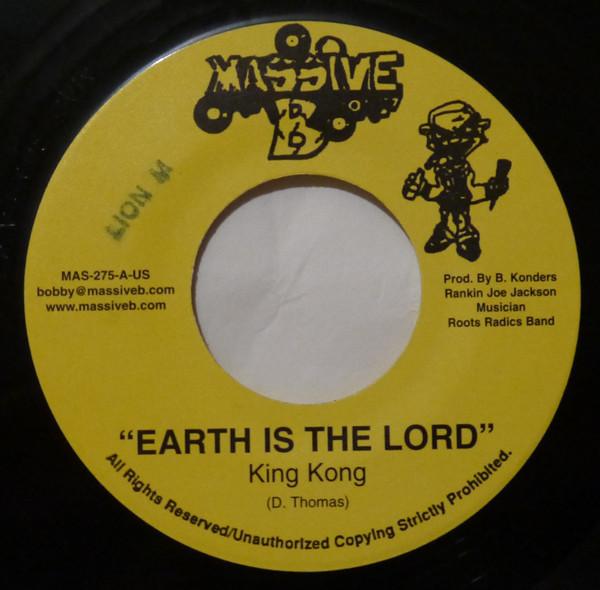 MASSIVE
B
LION M
MAS-275-A-US
bobby@massiveb.com
www.massiveb.com
Prod. By B. Konders
Rankin Joe Jackson
Musician
Roots Radics Band
"EARTH IS THE LORD"
King Kong
(D. Thomas)
All Rights Reserved/Unauthorized Copying Strictly Prohibited.